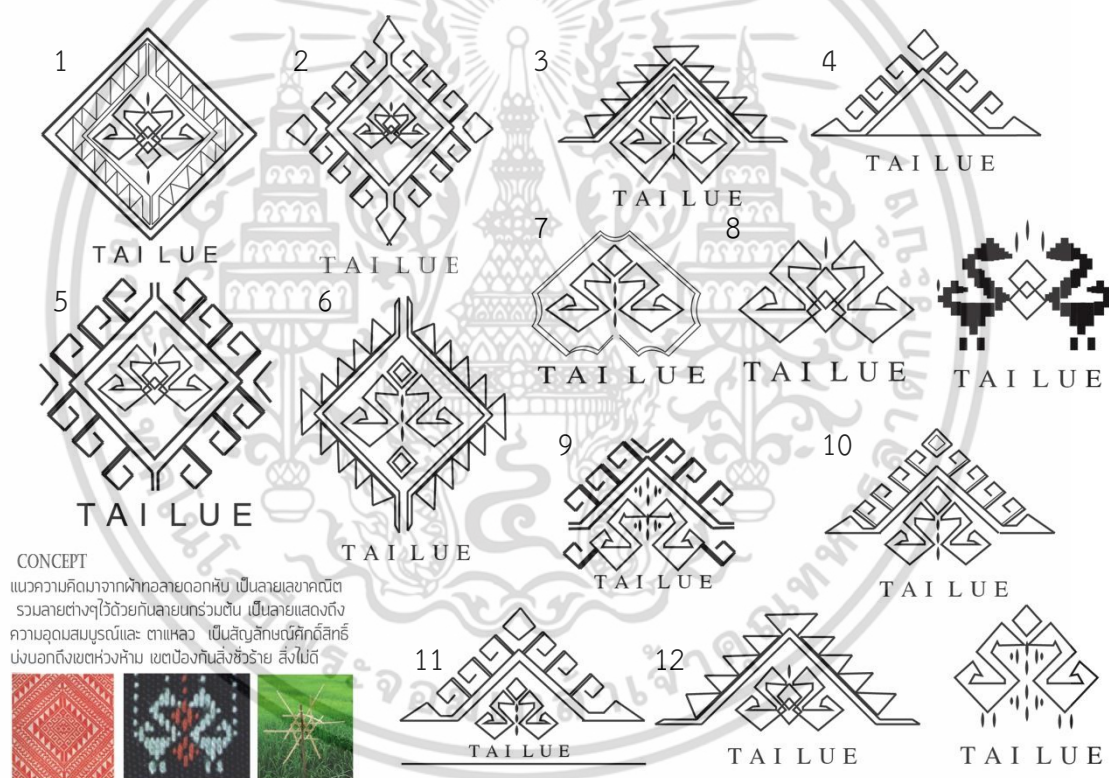 1
2
3
4
TAI LUE
TAI LUE
TAI LUE
TAI LUE
5
6
7
8
TAI LUE
TAI LUE
TAI LUE
TAI LUE
TAI LUE
9
10
TAI LUE
TAI LUE
CONCEPT
แนวความคิดมาจากผ้าทอลายดอกหับ เป็นลายเลขาคณิต
รวมลายต่างๆไว้ด้วยกันลายนกร่วมต้น เป็นลายแสดงถึง
ความอุดมสมบูรณ์และ ตาแหลว เป็นสัญลักษณ์ศักดิ์สิทธิ์
บ่งบอกถึงเขตห่วงห้าม เขตป้องกันสิ่งชั่วร้าย สิ่งไม่ดี
11
12
TAI LUE
TAI LUE
TAI LUE